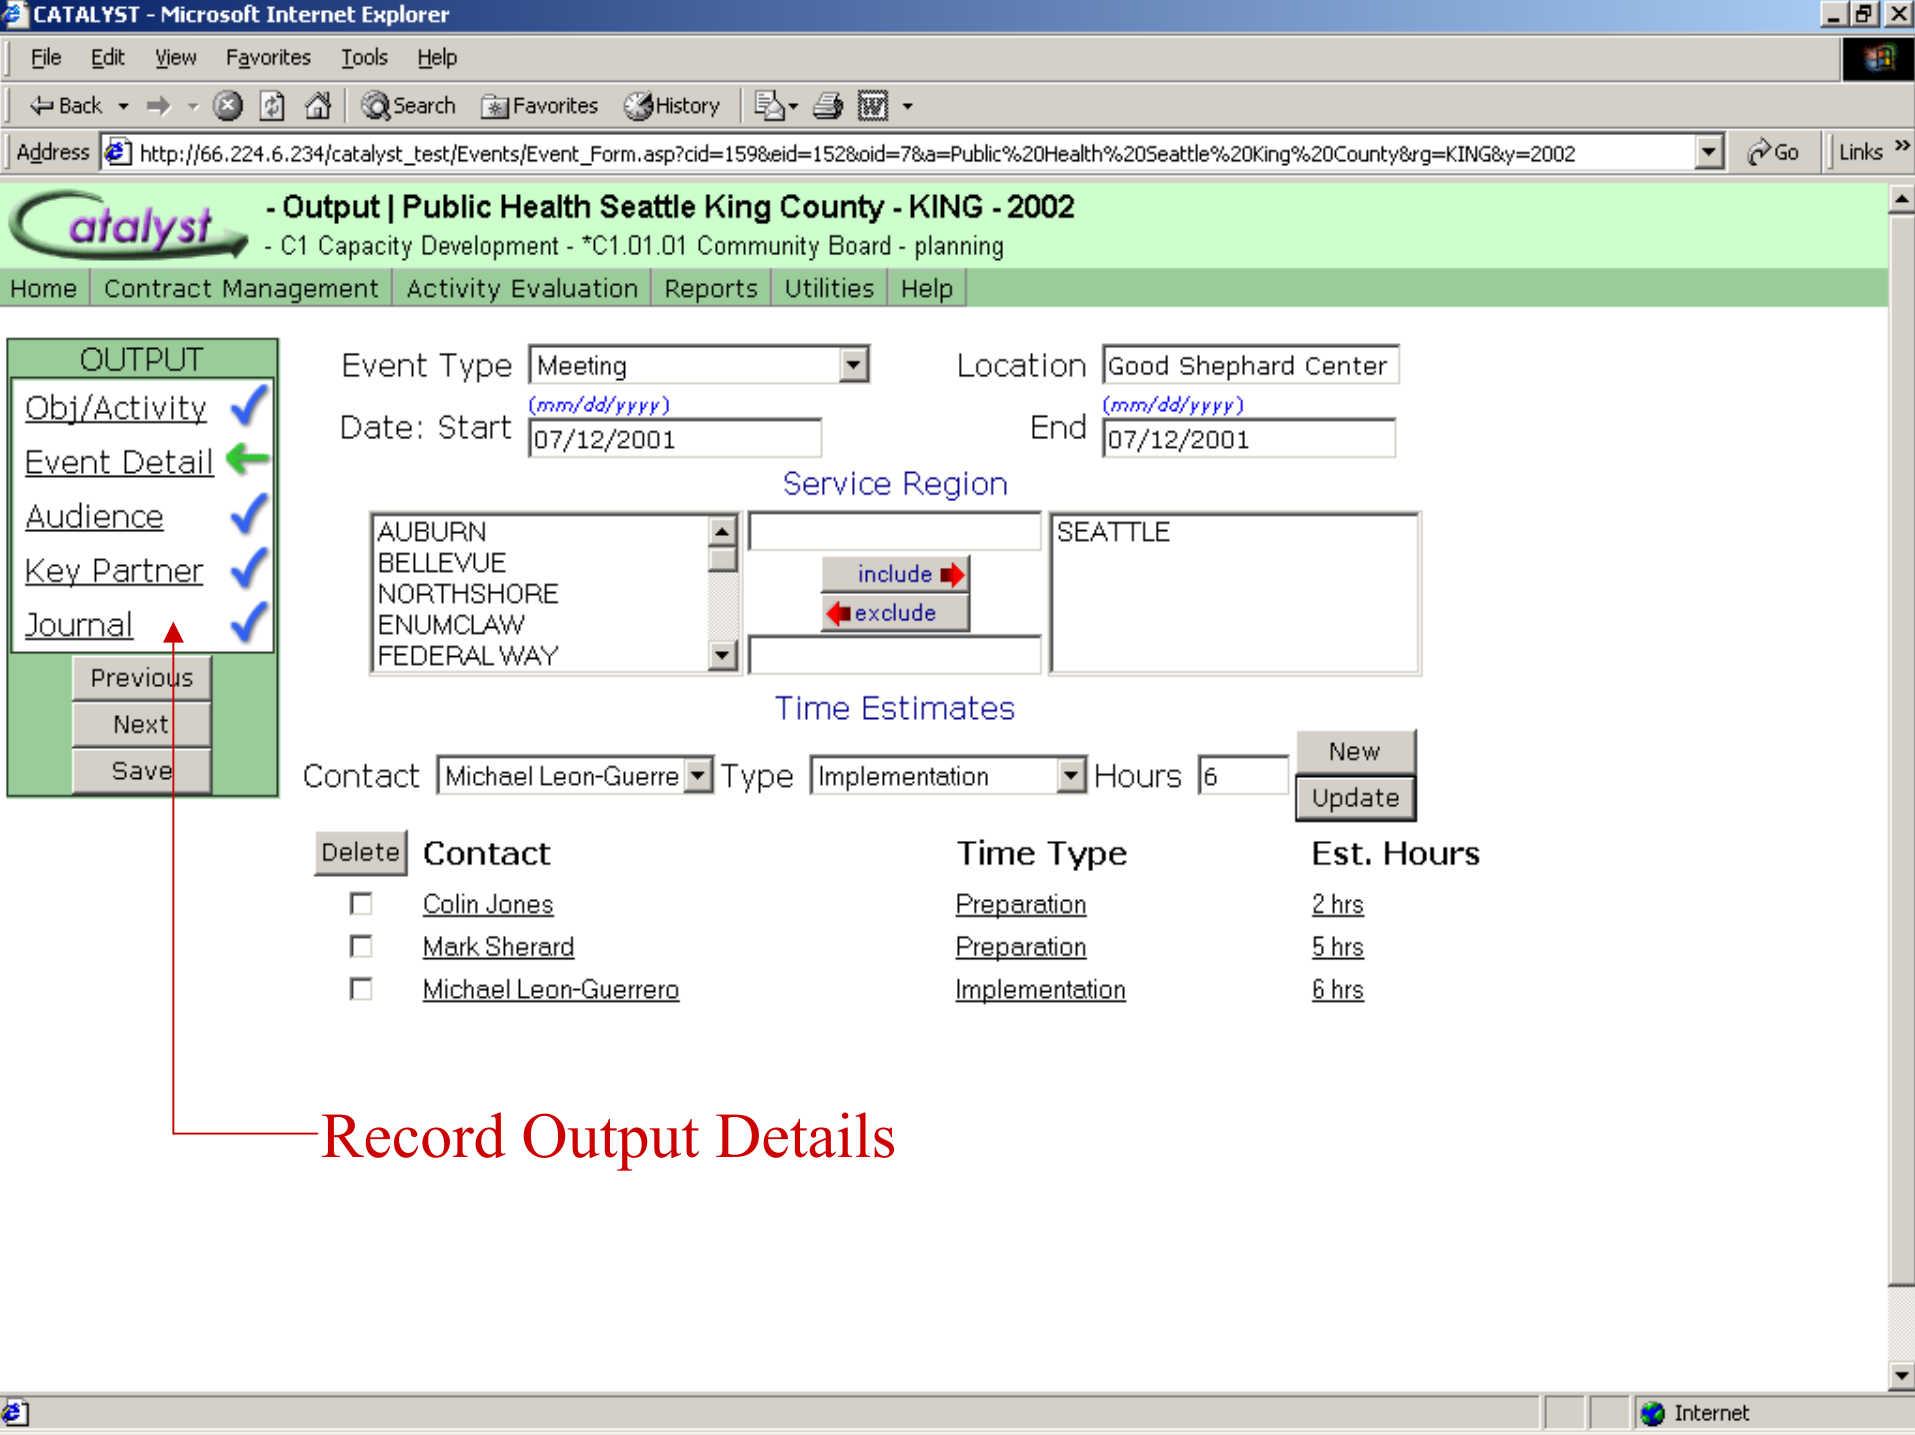 CATALYST - Microsoft Internet Explorer
File Edit View Favorites Tools Help
Back Search Favorites History
Address http://66.224.6.234/catalyst_test/Events/Event_Form.asp?cid=159&eid=152&oid=7&a=Public%20Health%20Seattle%20King%20County&rg=KING&y=2002 Go Links »
Catalyst - Output | Public Health Seattle King County - KING - 2002
- C1 Capacity Development - *C1.01.01 Community Board - planning
Home Contract Management Activity Evaluation Reports Utilities Help
OUTPUT
Obj/Activity
Event Detail
Audience
Key Partner
Journal
Previous
Next
Save
Event Type Meeting Location Good Shephard Center
(mm/dd/yyyy) (mm/dd/yyyy)
Date: Start 07/12/2001 End 07/12/2001
Service Region
AUBURN
BELLEVUE
NORTHSHORE
ENUMCLAW
FEDERAL WAY
include
exclude
SEATTLE
Time Estimates
Contact Michael Leon-Guerre Type Implementation Hours 6
New
Update
Delete Contact Time Type Est. Hours
Colin Jones Preparation 2 hrs
Mark Sherard Preparation 5 hrs
Michael Leon-Guerrero Implementation 6 hrs
Record Output Details
Internet